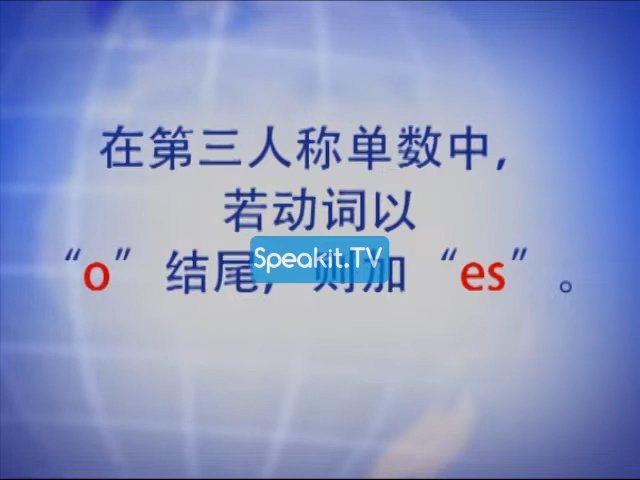 在第三人称单数中，
若动词以
“o” 结尾，则加 “es” 。
Speakit.TV